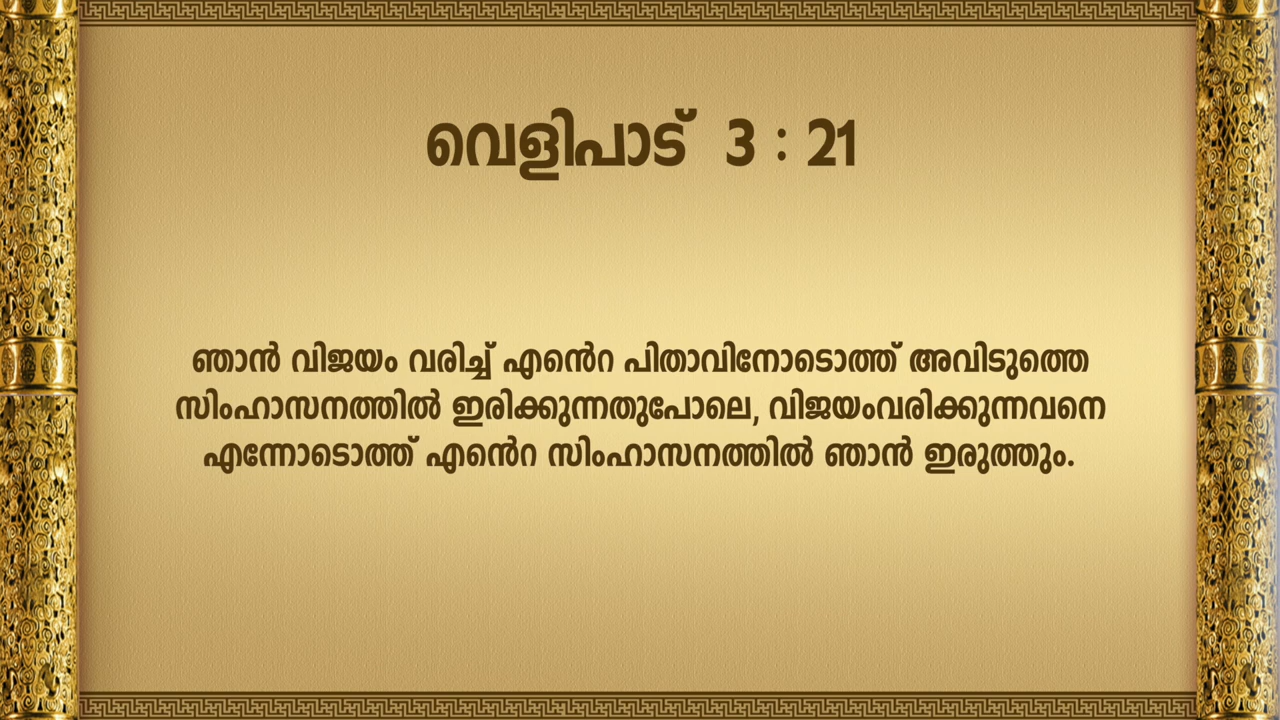 വെളിപാട് 3 : 21
ഞാൻ വിജയം വരിച്ച് എൻെറ പിതാവിനോടൊത്ത് അവിടുത്തെ
സിംഹാസനത്തിൽ ഇരിക്കുന്നതുപോലെ, വിജയംവരിക്കുന്നവനെ
എന്നോടൊത്ത് എൻെറ സിംഹാസനത്തിൽ ഞാൻ ഇരുത്തും.